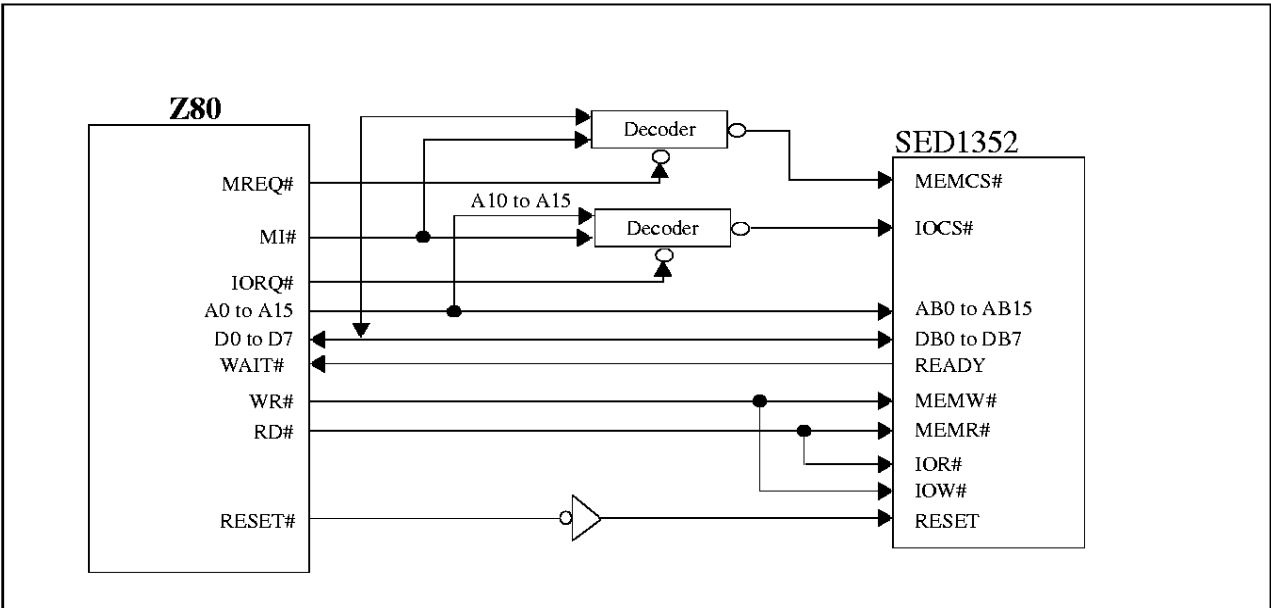 Z80
MREQ#
MI#
IORQ#
A0 to A15
D0 to D7
WAIT#
WR#
RD#
RESET#
Decoder
A10 to A15
Decoder
SED1352
MEMCS#
IOCS#
AB0 to AB15
DB0 to DB7
READY
MEMW#
MEMR#
IOR#
IOW#
RESET